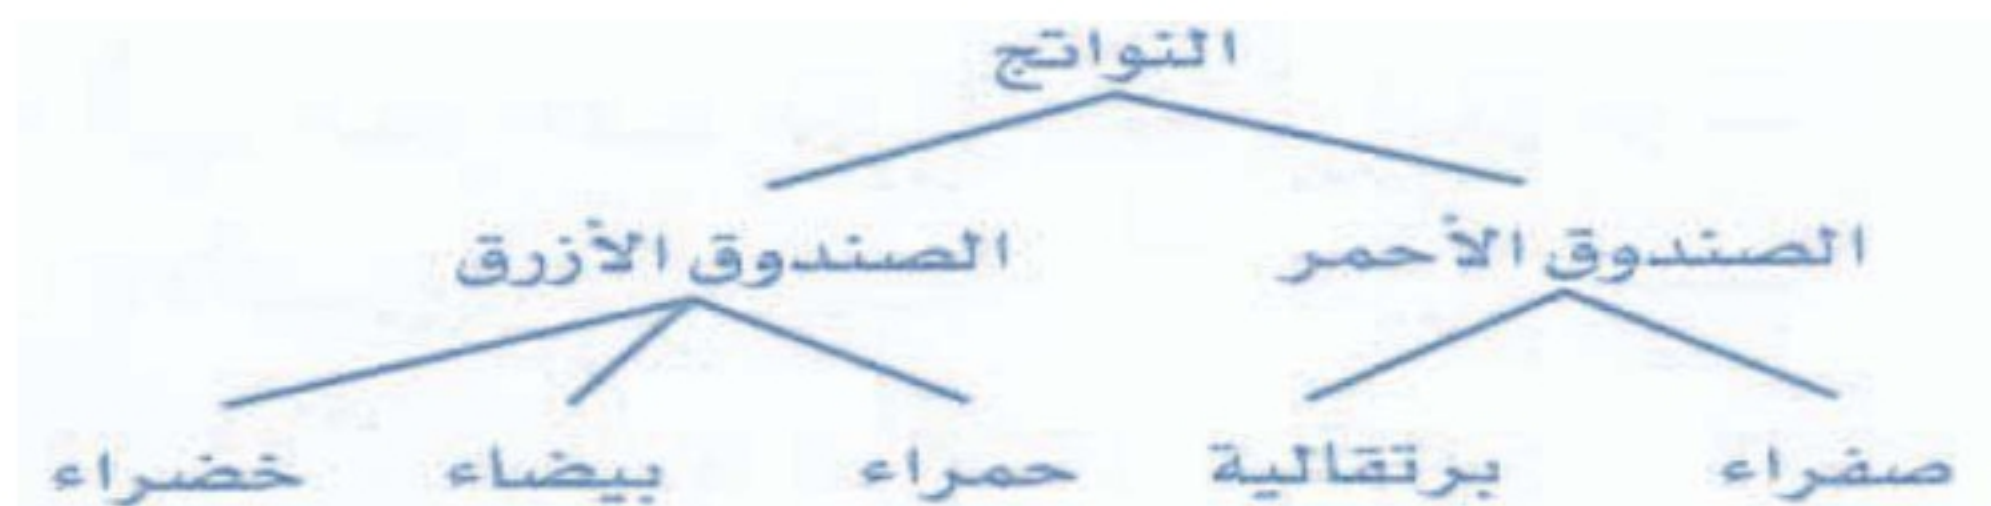 النواتج
الصندوق الأحمر الصندوق الأزرق
صفراء برتقالية حمراء بيضاء خضراء